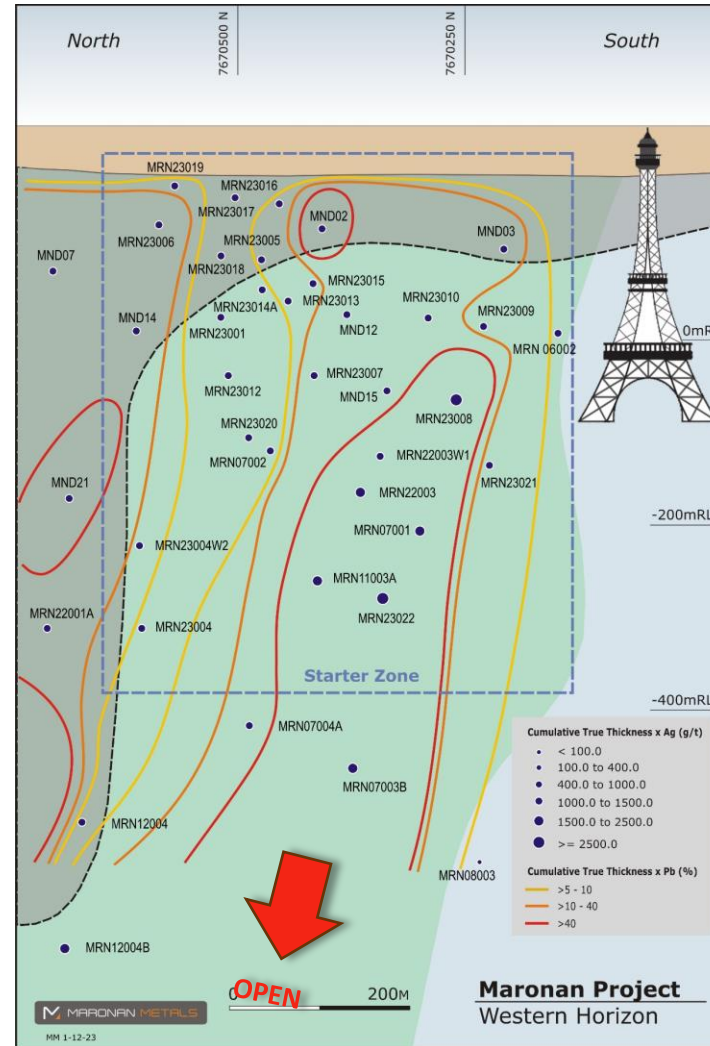 North
7670500 N
7670250 N
South
MRN23019
MRN23016
MRN23017
MND02
MND03
MRN23006
MRN23005
MND07
MRN23018
MRN23015
MRN23014A
MRN23013
MRN23010
MRN23009
MND14
MRN23001
MND12
MRN 06002
0mRL
MRN23012
MRN23007
MND15
MRN23008
MRN23020
MRN07002
MRN22003W1
MRN23021
MND21
MRN22003
-200mRL
MRN07001
MRN23004W2
MRN11003A
MRN22001A
MRN23004
MRN23022
Starter Zone
-400mRL
MRN07004A
MRN07003B
MRN12004
MRN08003
MRN12004B
Cumulative True Thickness x Ag (g/t)
< 100.0
100.0 to 400.0
400.0 to 1000.0
1000.0 to 1500.0
1500.0 to 2500.0
>= 2500.0
Cumulative True Thickness x Pb (%)
>5 - 10
>10 - 40
>40
OPEN
0 200M
Maronan Project
Western Horizon
MARONAN METALS
MM 1-12-23